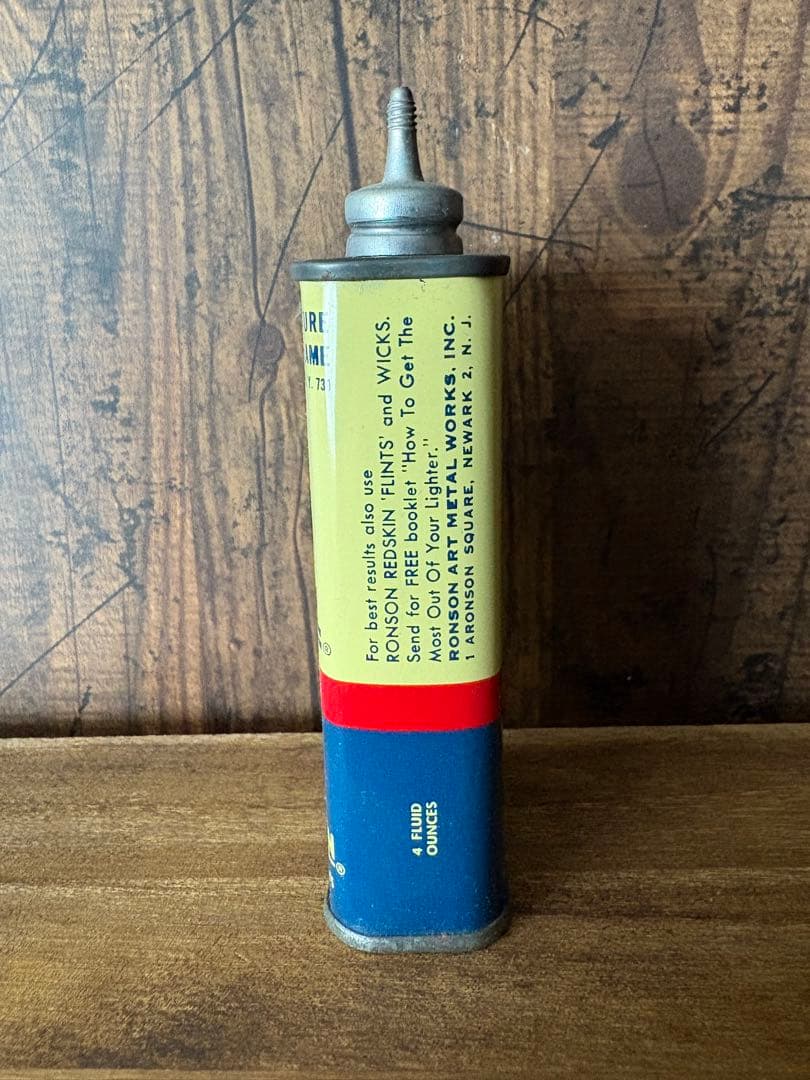 For best results also use
RONSON REDSKIN 'FLINTS' and WICKS.
Send for FREE booklet "How To Get The
Most Out Of Your Lighter."
RONSON ART METAL WORKS, INC.
1 ARONSON SQUARE, NEWARK 2, N. J.
4 FLUID
OUNCES